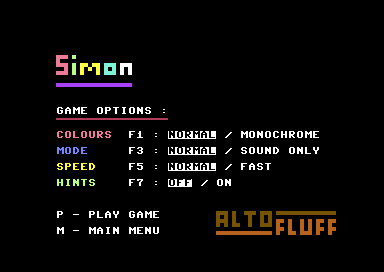 Simon
GAME OPTIONS :
COLOURS F1 : NORMAL / MONOCHROME
MODE F3 : NORMAL / SOUND ONLY
SPEED F5 : NORMAL / FAST
HINTS F7 : OFF / ON
P - PLAY GAME
M - MAIN MENU
ALTO
FLUFF